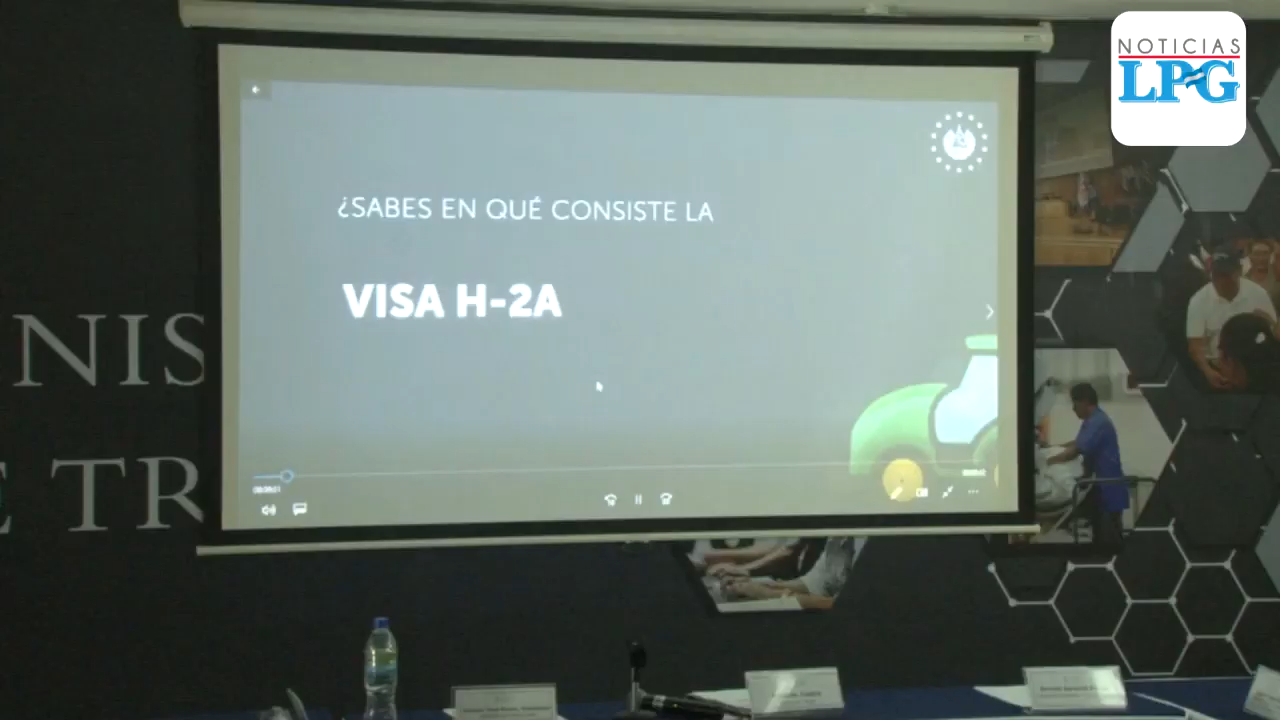 NOTICIAS
LPG
¿SABES EN QUÉ CONSISTE LA
VISA H-2A
NIS
E TR